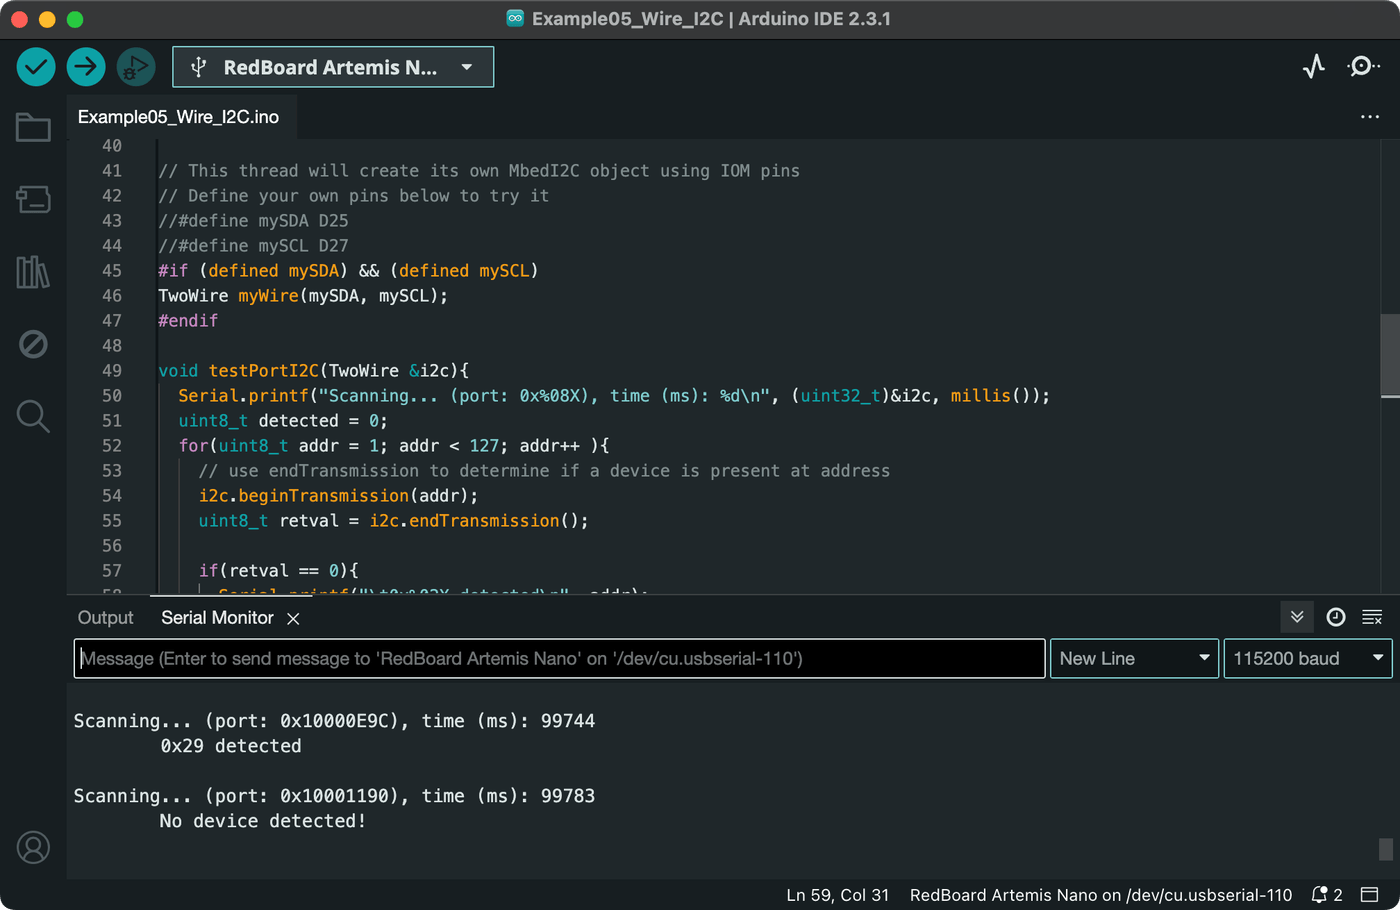 Example05_Wire_I2C | Arduino IDE 2.3.1
RedBoard Artemis N...
Example05_Wire_I2C.ino
40
41 // This thread will create its own MbedI2C object using IOM pins
42 // Define your own pins below to try it
43 //#define mySDA D25
44 //#define mySCL D27
45 #if (defined mySDA) && (defined mySCL)
46 TwoWire myWire(mySDA, mySCL);
47 #endif
48
49 void testPortI2C(TwoWire &i2c){
50 Serial.printf("Scanning... (port: 0x%08X), time (ms): %d\n", (uint32_t)&i2c, millis());
51 uint8_t detected = 0;
52 for(uint8_t addr = 1; addr < 127; addr++ ){
53 // use endTransmission to determine if a device is present at address
54 i2c.beginTransmission(addr);
55 uint8_t retval = i2c.endTransmission();
56
57 if(retval == 0){
58 Serial.printf("\t0x%02X detected\n", addr);
Output Serial Monitor
Message (Enter to send message to 'RedBoard Artemis Nano' on '/dev/cu.usbserial-110') New Line 115200 baud
Scanning... (port: 0x10000E9C), time (ms): 99744
0x29 detected
Scanning... (port: 0x10001190), time (ms): 99783
No device detected!
Ln 59, Col 31 RedBoard Artemis Nano on /dev/cu.usbserial-110 2